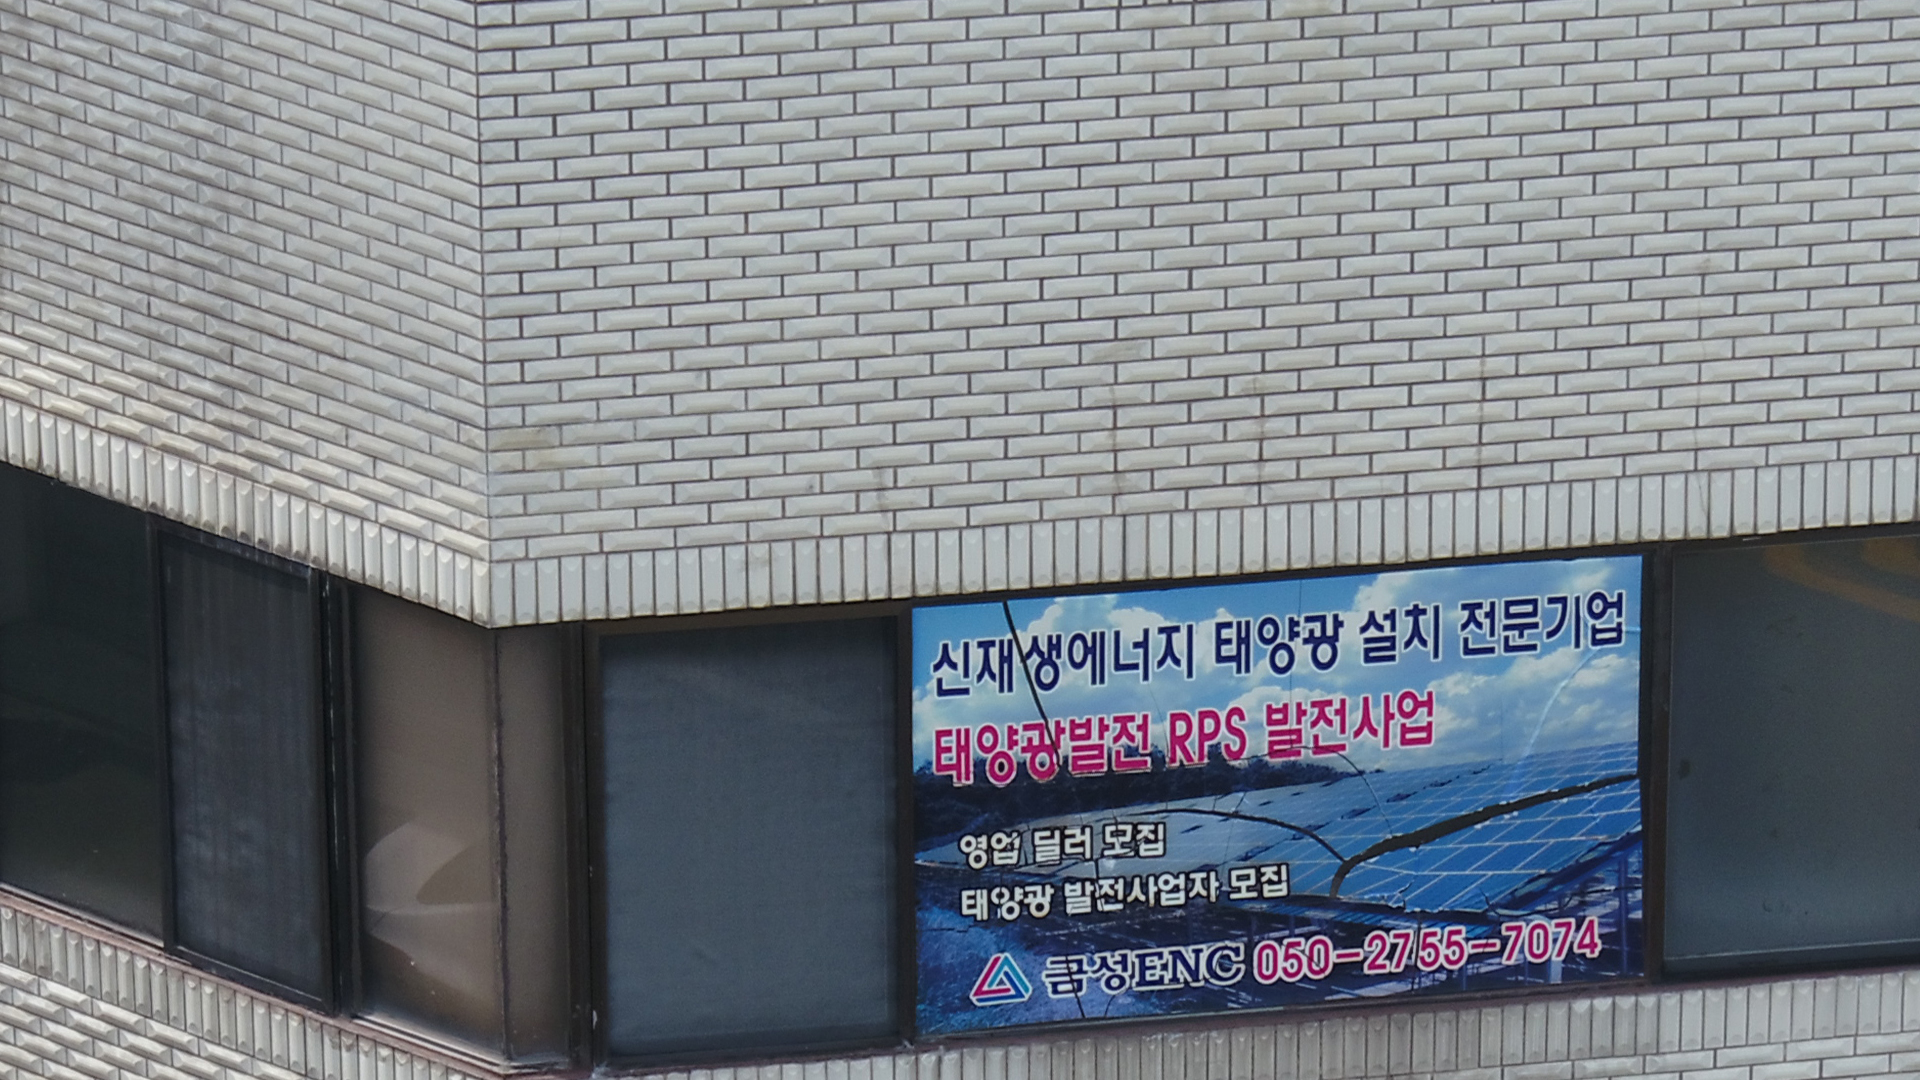 신재생에너지 태양광 설치 전문기업
태양광발전 RPS 발전사업
영업 딜러 모집
태양광 발전사업자 모집
금성ENC 050-2755-7074